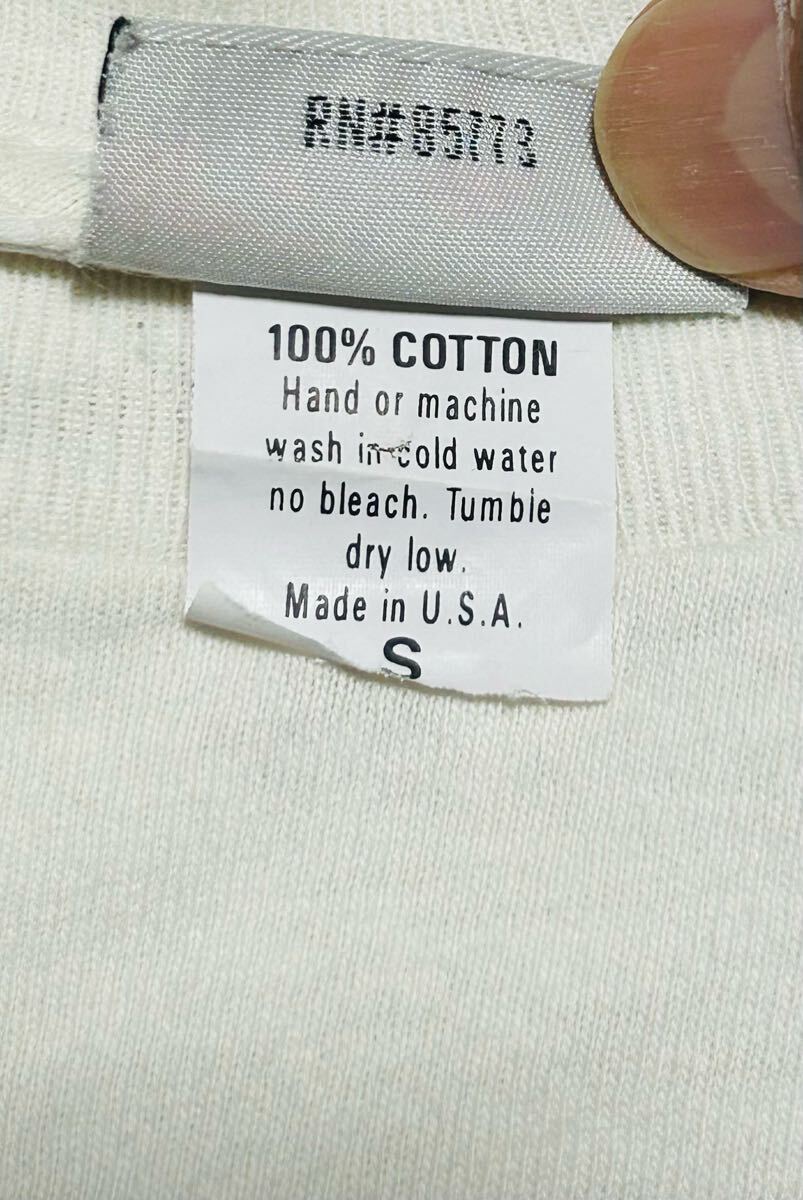 RN#85773
100% COTTON
Hand or machine
wash in cold water
no bleach. Tumble
dry low.
Made in U.S.A.
S